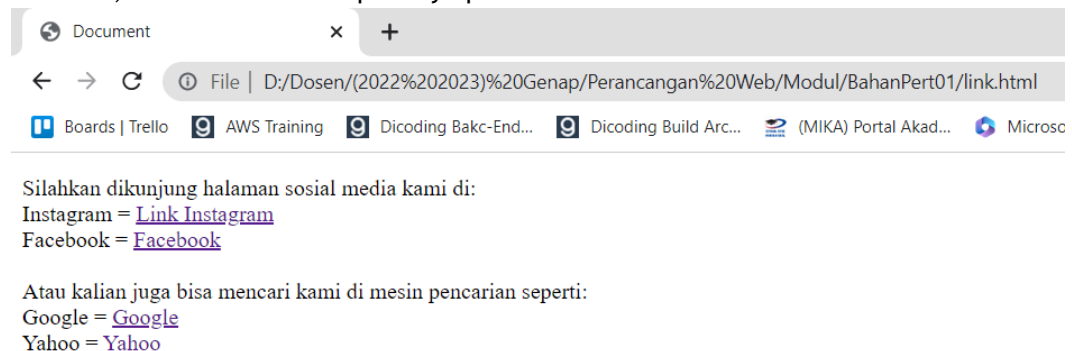 Document
File | D:/Dosen/(2022%202023)%20Genap/Perancangan%20Web/Modul/BahanPert01/link.html
Boards | Trello AWS Training Dicoding Bakc-End... Dicoding Build Arc... (MIKA) Portal Akad... Microso
Silahkan dikunjung halaman sosial media kami di:
Instagram = Link Instagram
Facebook = Facebook
Atau kalian juga bisa mencari kami di mesin pencarian seperti:
Google = Google
Yahoo = Yahoo